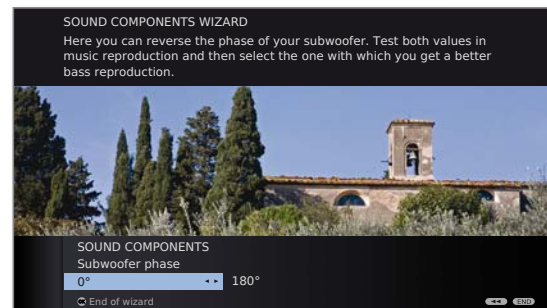 SOUND COMPONENTS WIZARD
Here you can reverse the phase of your subwoofer. Test both values in
music reproduction and then select the one with which you get a better
bass reproduction.
SOUND COMPONENTS
Subwoofer phase
0° 180°
OK End of wizard END